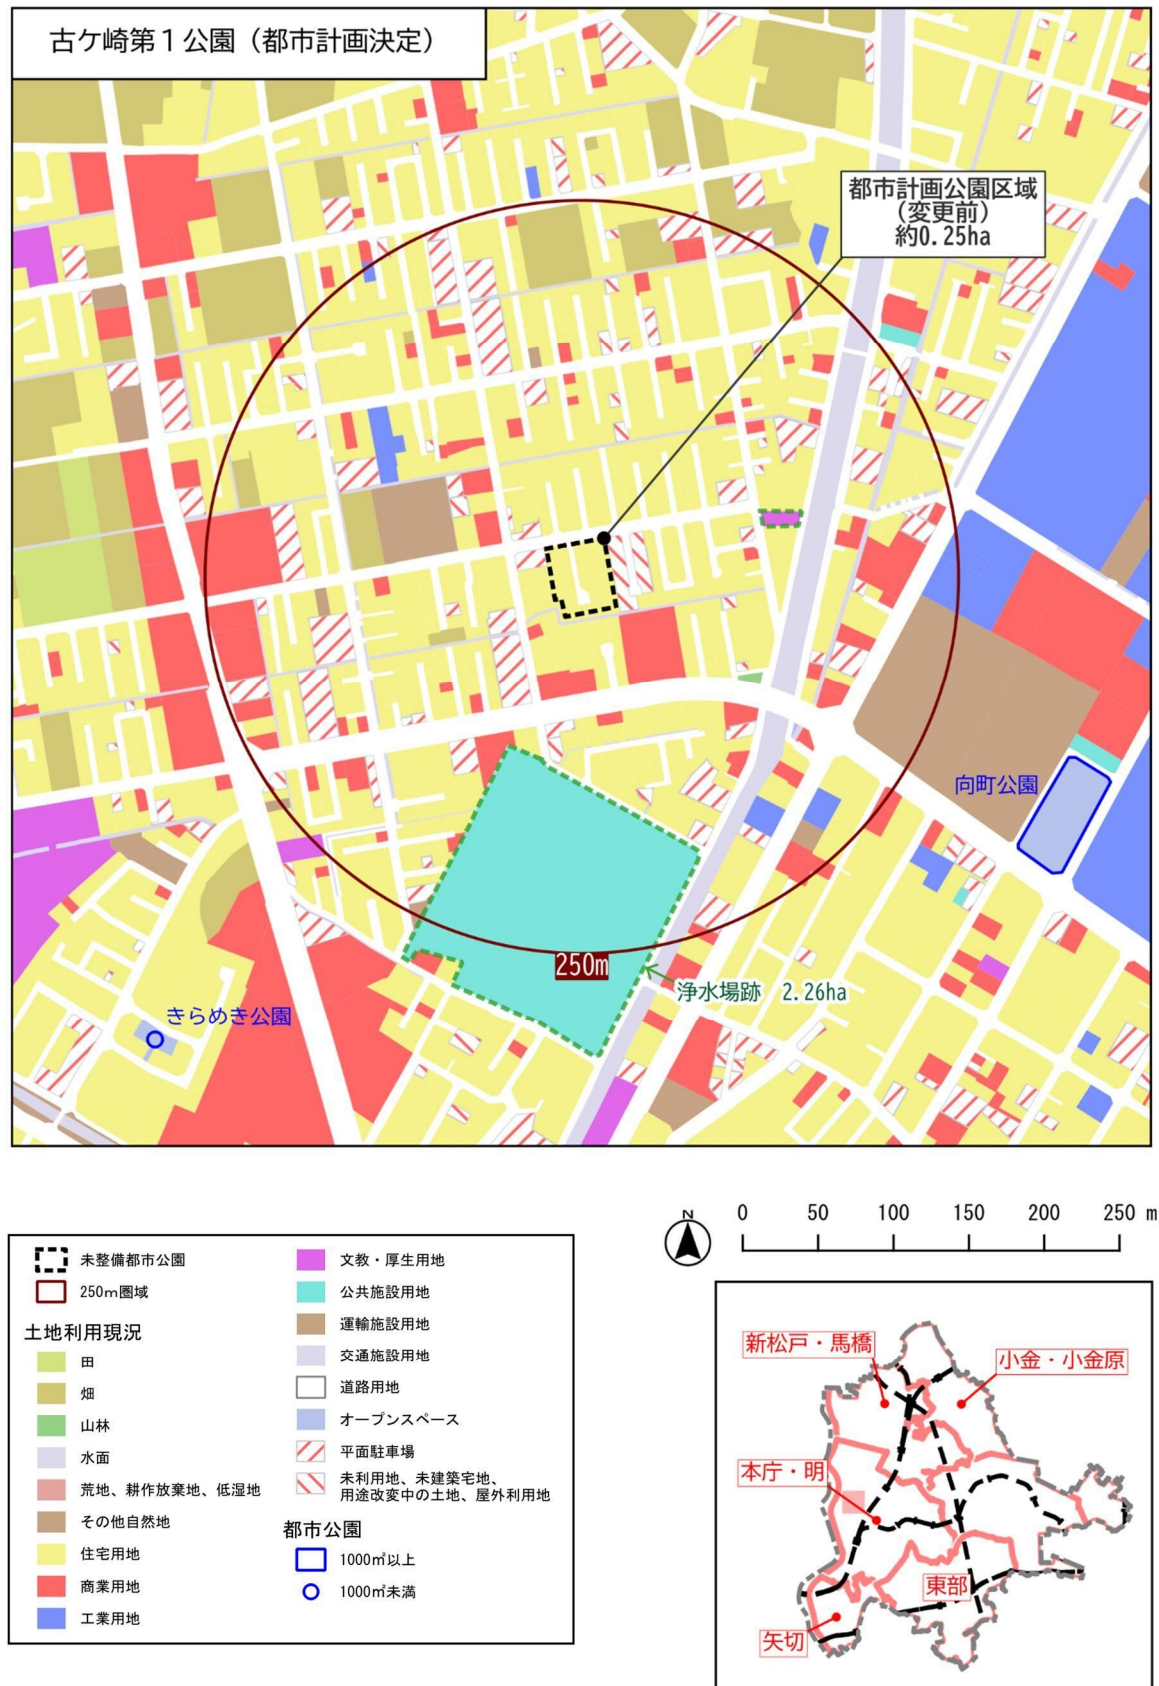 古ケ崎第１公園（都市計画決定）
都市計画公園区域
（変更前）
約0.25ha
向町公園
250m
浄水場跡　2.26ha
きらめき公園
未整備都市公園
250ｍ圏域
土地利用現況
田
畑
山林
水面
荒地、耕作放棄地、低湿地
その他自然地
住宅用地
商業用地
工業用地
文教・厚生用地
公共施設用地
運輸施設用地
交通施設用地
道路用地
オープンスペース
平面駐車場
未利用地、未建築宅地、
用途改変中の土地、屋外利用地
都市公園
1000㎡以上
1000㎡未満
N
0 50 100 150 200 250 m
新松戸・馬橋
小金・小金原
本庁・明
東部
矢切